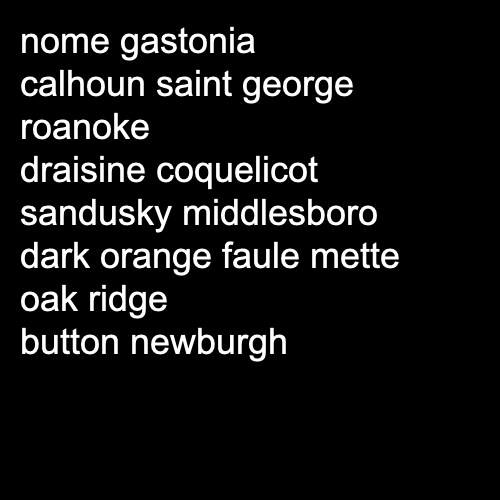 nome gastonia
calhoun saint george
roanoke
draisine coquelicot
sandusky middlesboro
dark orange faule mette
oak ridge
button newburgh